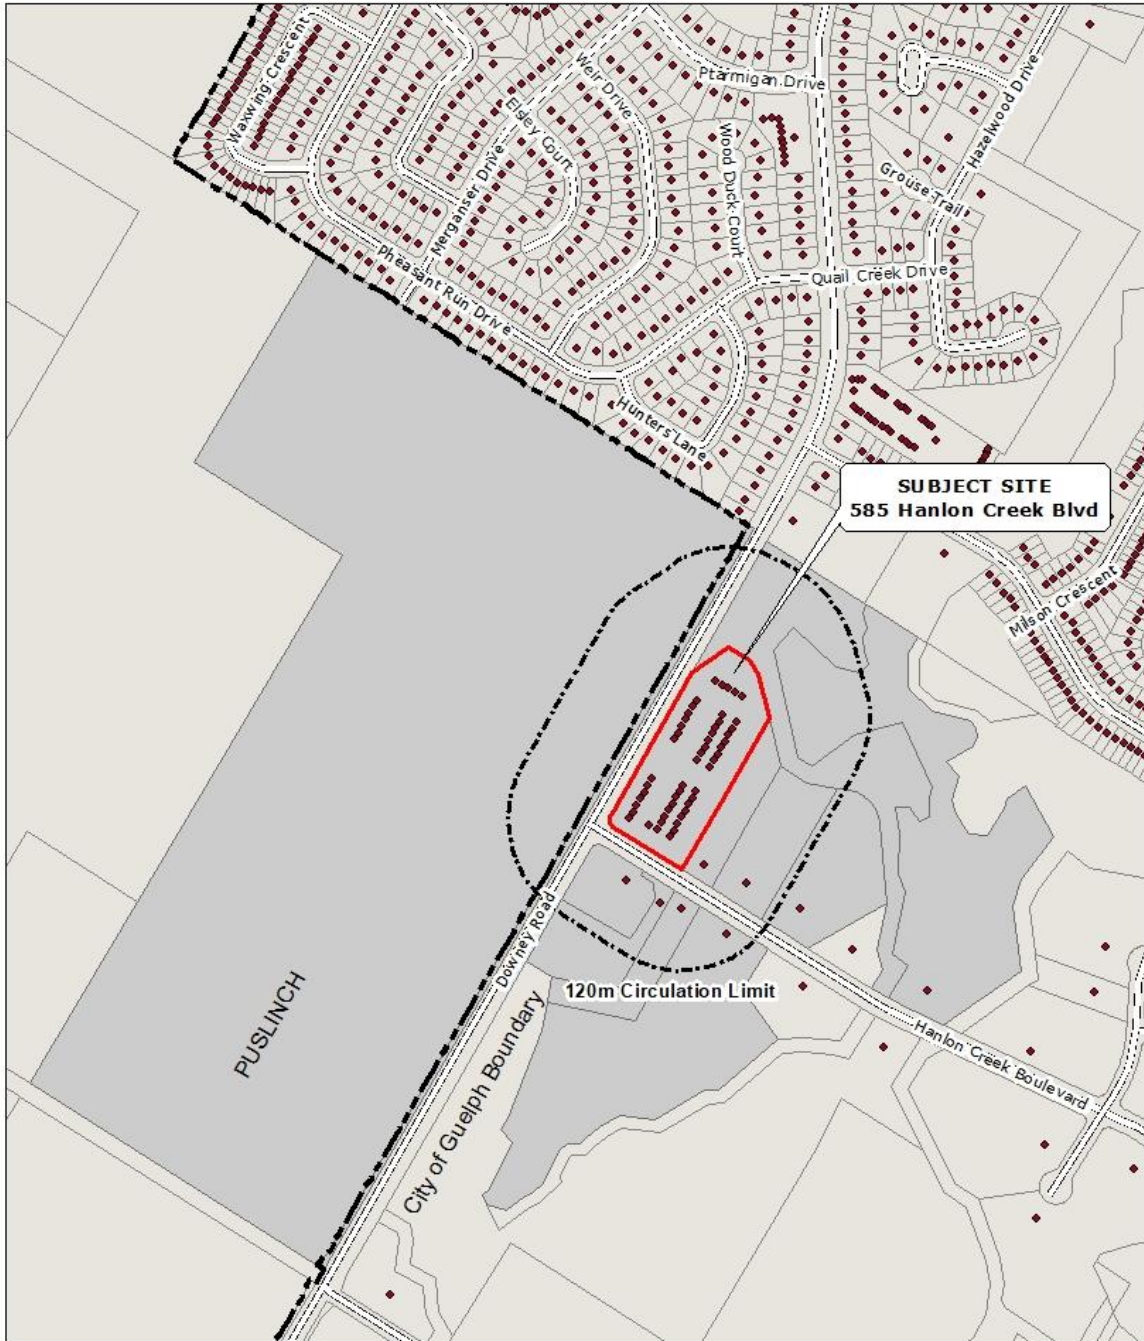 Waxwing Crescent
Ptarmigan Drive
Weir Drive
Elsley Court
Hazelwood Drive
Wood Duck Court
Grouse Trail
Merganser Drive
Pheasant Run Drive
Quail Creek Drive
Hunters Lane
SUBJECT SITE
585 Hanlon Creek Blvd
Milson Crescent
Downey Road
120m Circulation Limit
PUSLINCH
City of Guelph Boundary
Hanlon Creek Boulevard